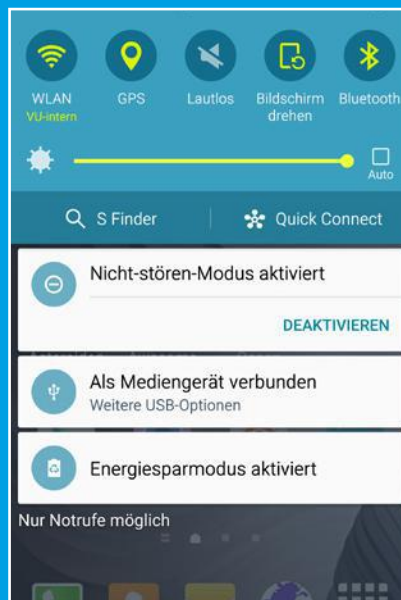 WLAN
VU-intern
GPS
Lautlos
Bildschirm
drehen
Bluetooth
Auto
S Finder
Quick Connect
Nicht-stören-Modus aktiviert
DEAKTIVIEREN
Als Mediengerät verbunden
Weitere USB-Optionen
Energiesparmodus aktiviert
Nur Notrufe möglich